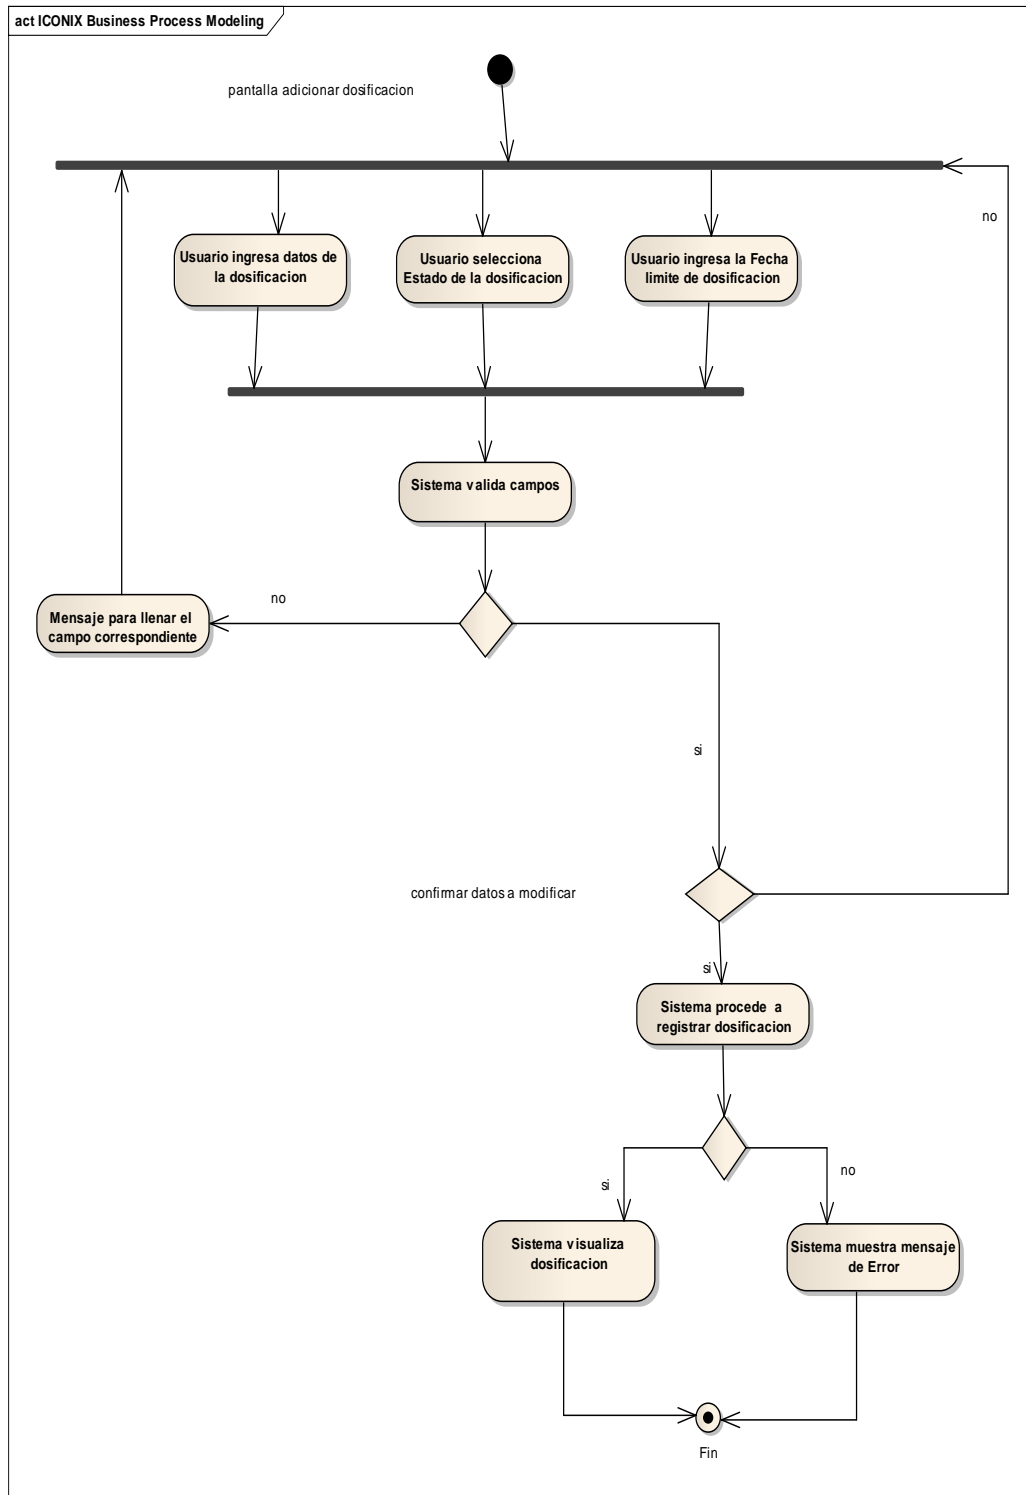 act ICONIX Business Process Modeling
pantalla adicionar dosificacion
no
Usuario ingresa datos de
la dosificacion
Usuario selecciona
Estado de la dosificacion
Usuario ingresa la Fecha
limite de dosificacion
Sistema valida campos
no
Mensaje para llenar el
campo correspondiente
si
confirmar datos a modificar
si
Sistema procede a
registrar dosificacion
si
no
Sistema visualiza
dosificacion
Sistema muestra mensaje
de Error
Fin